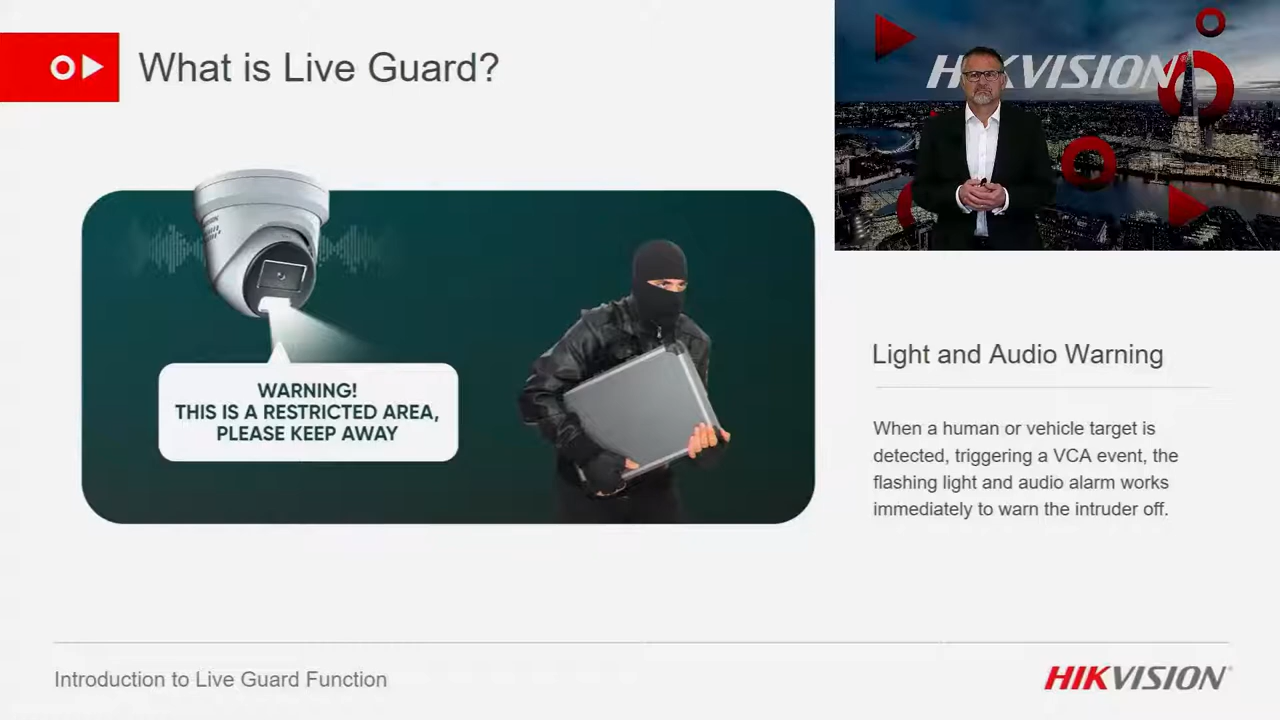 What is Live Guard?
HIKVISION
WARNING!
THIS IS A RESTRICTED AREA,
PLEASE KEEP AWAY
Light and Audio Warning
When a human or vehicle target is
detected, triggering a VCA event, the
flashing light and audio alarm works
immediately to warn the intruder off.
Introduction to Live Guard Function
HIKVISION